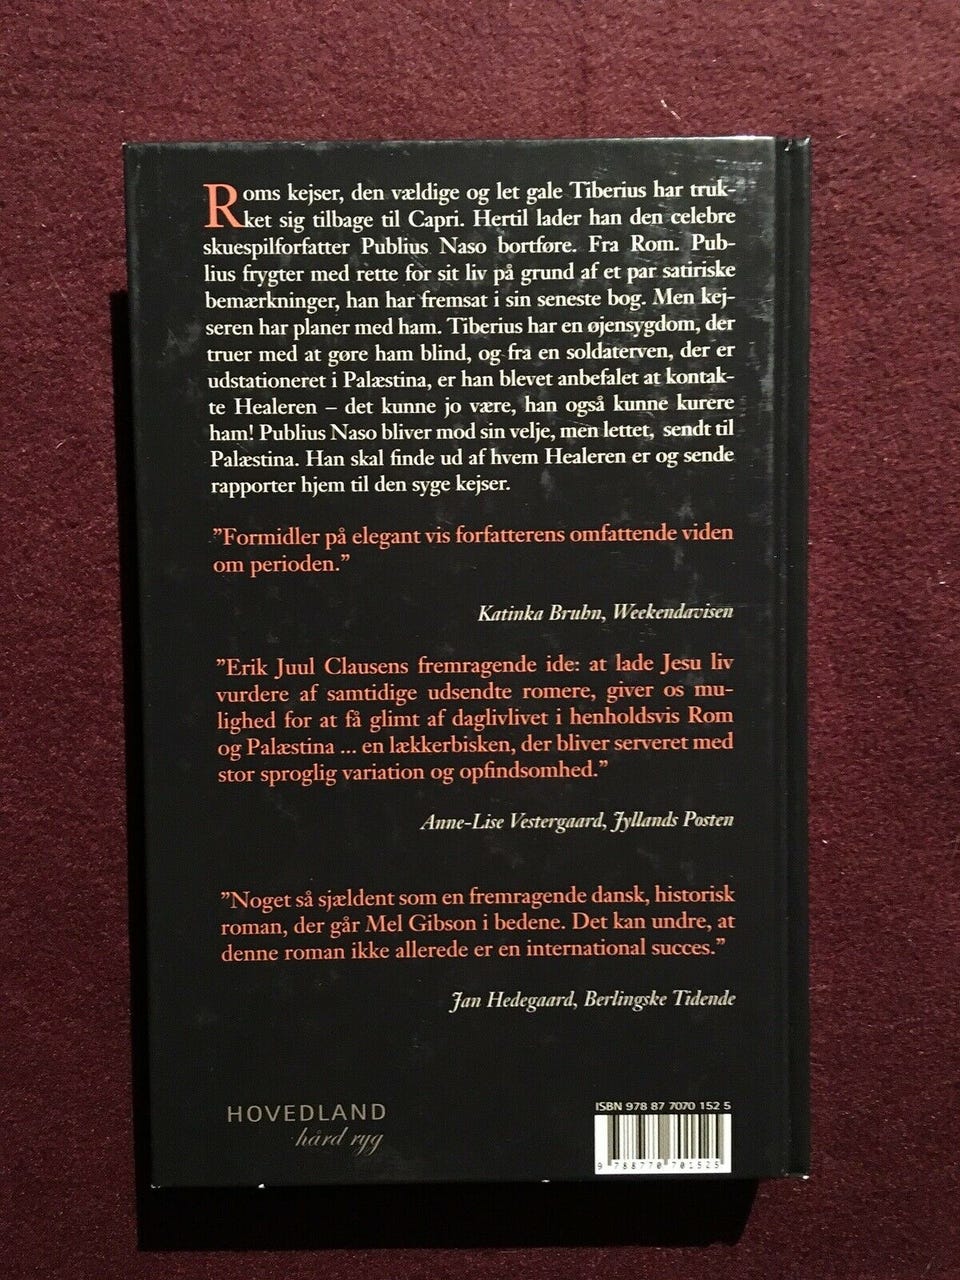 Roms kejser, den vældige og let gale Tiberius har truk-
ket sig tilbage til Capri. Hertil lader han den celebre
skuespilforfatter Publius Naso bortføre. Fra Rom. Pub-
lius frygter med rette for sit liv på grund af et par satiriske
bemærkninger, han har fremsat i sin seneste bog. Men kej-
seren har planer med ham. Tiberius har en øjensygdom, der
truer med at gøre ham blind, og fra en soldaterven, der er
udstationeret i Palæstina, er han blevet anbefalet at kontak-
te Healeren – det kunne jo være, han også kunne kurere
ham! Publius Naso bliver mod sin velje, men lettet, sendt til
Palæstina. Han skal finde ud af hvem Healeren er og sende
rapporter hjem til den syge kejser.
”Formidler på elegant vis forfatterens omfattende viden
om perioden.”
Katinka Bruhn, Weekendavisen
”Erik Juul Clausens fremragende ide: at lade Jesu liv
vurdere af samtidige udsendte romere, giver os mu-
lighed for at få glimt af daglivlivet i henholdsvis Rom
og Palæstina ... en lækkerbisken, der bliver serveret med
stor sproglig variation og opfindsomhed.”
Anne-Lise Vestergaard, Jyllands Posten
”Noget så sjældent som en fremragende dansk, historisk
roman, der går Mel Gibson i bedene. Det kan undre, at
denne roman ikke allerede er en international succes.”
Jan Hedegaard, Berlingske Tidende
HOVEDLAND
hård ryg
ISBN 978 87 7070 152 5
9 788770 701525